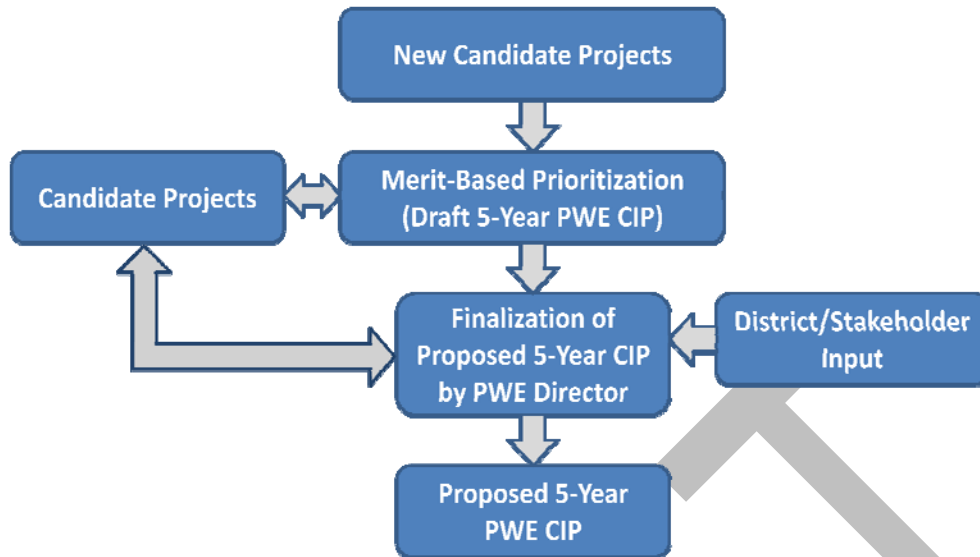 New Candidate Projects
Candidate Projects
Merit-Based Prioritization
(Draft 5-Year PWE CIP)
Finalization of
Proposed 5-Year CIP
by PWE Director
District/Stakeholder
Input
Proposed 5-Year
PWE CIP